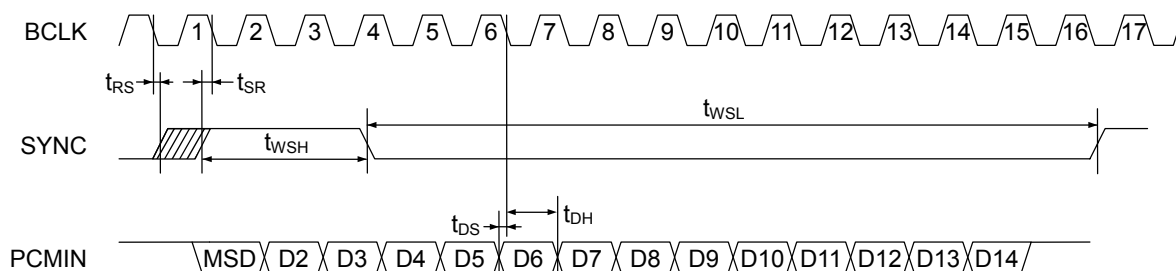 BCLK 1 2 3 4 5 6 7 8 9 10 11 12 13 14 15 16 17
tRS tSR
tWSL
SYNC tWSH
tDS tDH
PCMIN MSD D2 D3 D4 D5 D6 D7 D8 D9 D10 D11 D12 D13 D14